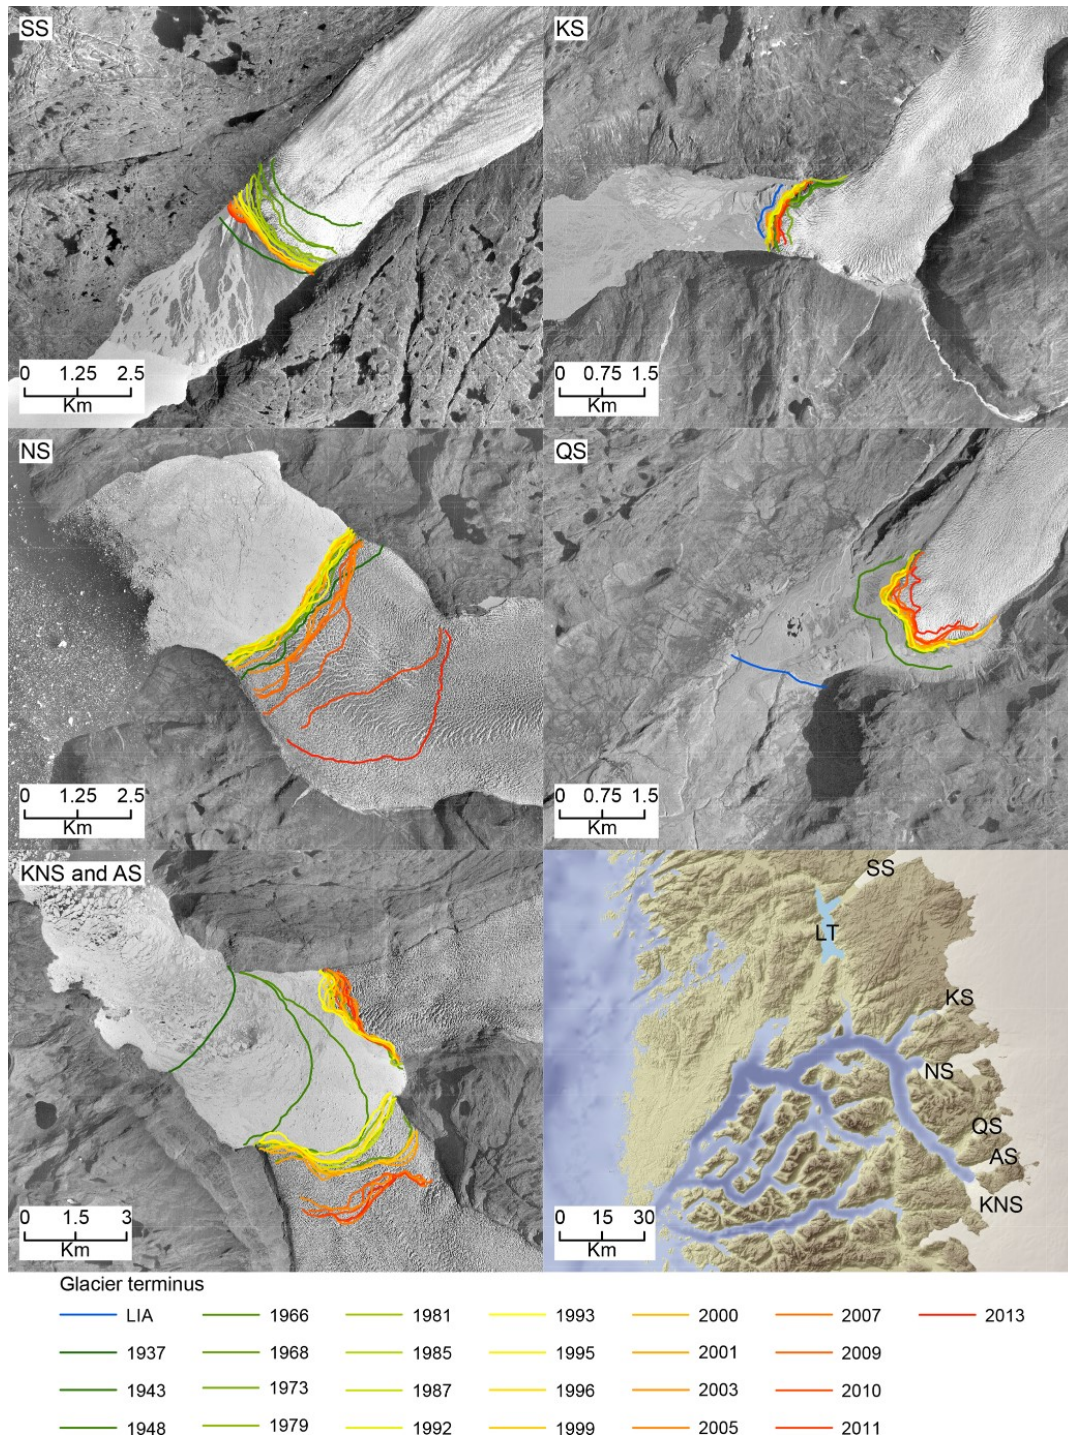 SS
KS
0 1.25 2.5
Km
0 0.75 1.5
Km
NS
QS
0 1.25 2.5
Km
0 0.75 1.5
Km
KNS and AS
SS
LT
KS
NS
QS
AS
KNS
0 1.5 3
Km
0 15 30
Km
Glacier terminus
LIA 1966 1981 1993 2000 2007 2013
1937 1968 1985 1995 2001 2009
1943 1973 1987 1996 2003 2010
1948 1979 1992 1999 2005 2011